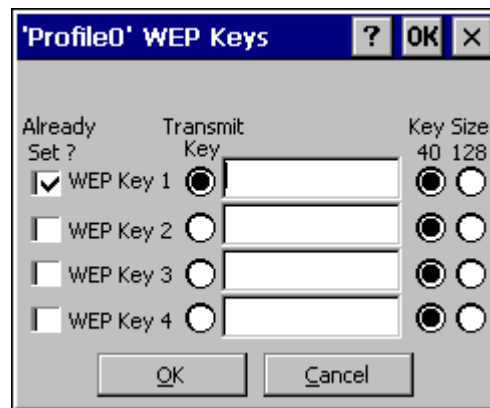 'Profile0' WEP Keys ? OK ×
Already Transmit Key Size
Set ? Key 40 128
WEP Key 1
WEP Key 2
WEP Key 3
WEP Key 4
OK Cancel